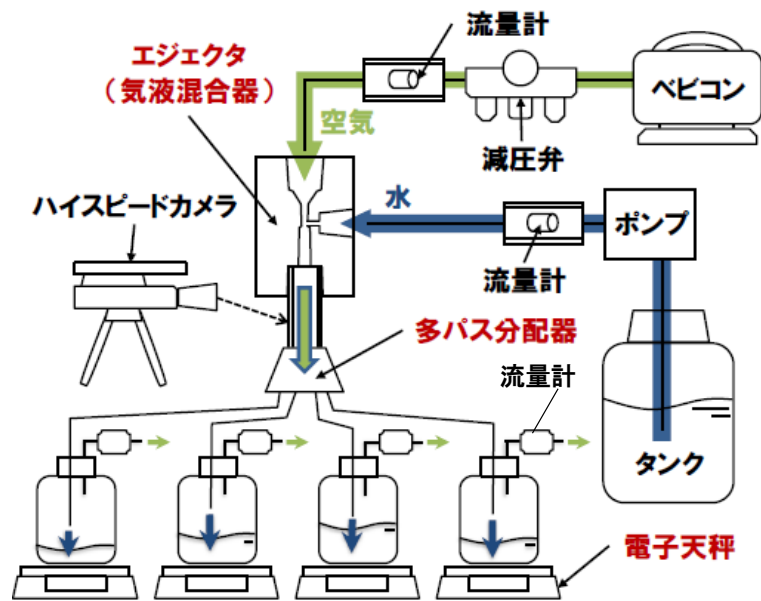 流量計
エジェクタ
（気液混合器）
ベビコン
空気
減圧弁
ハイスピードカメラ
水
ポンプ
流量計
多パス分配器
流量計
タンク
電子天秤